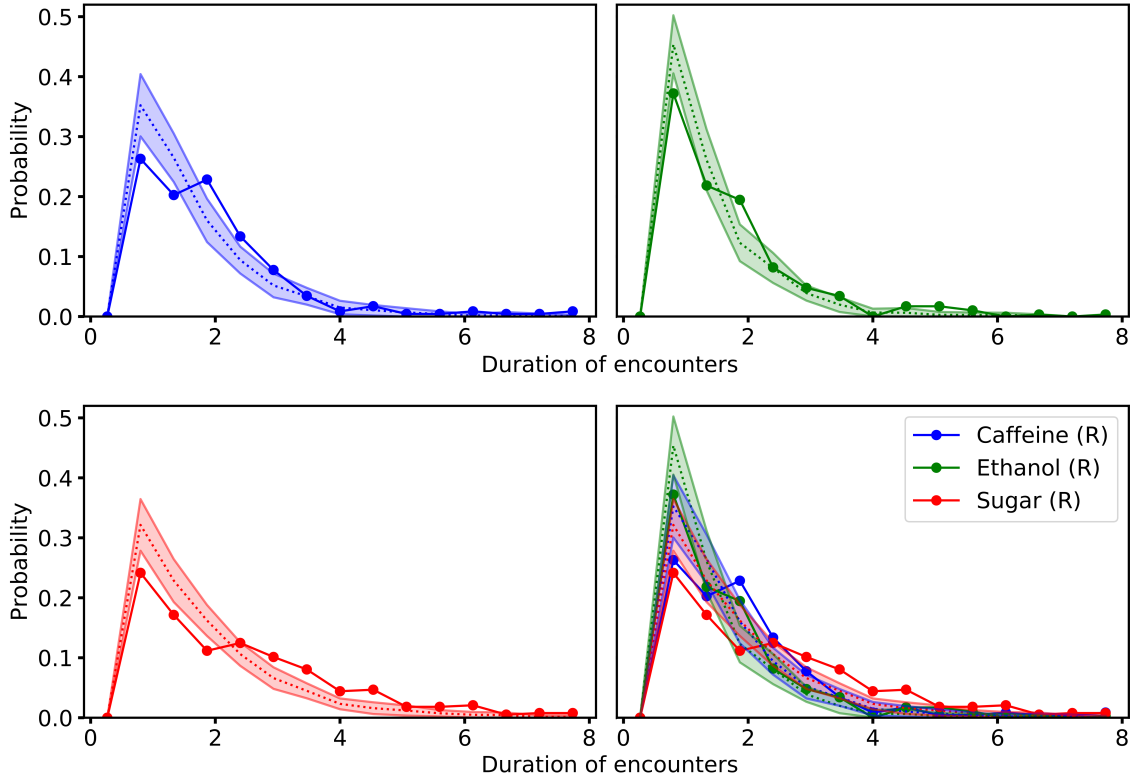 0.5
0.4
0.3
0.2
0.1
0.0
Probability
0 2 4 6 8
0 2 4 6 8
Duration of encounters
0.5
0.4
0.3
0.2
0.1
0.0
Probability
Caffeine (R)
Ethanol (R)
Sugar (R)
0 2 4 6 8
0 2 4 6 8
Duration of encounters